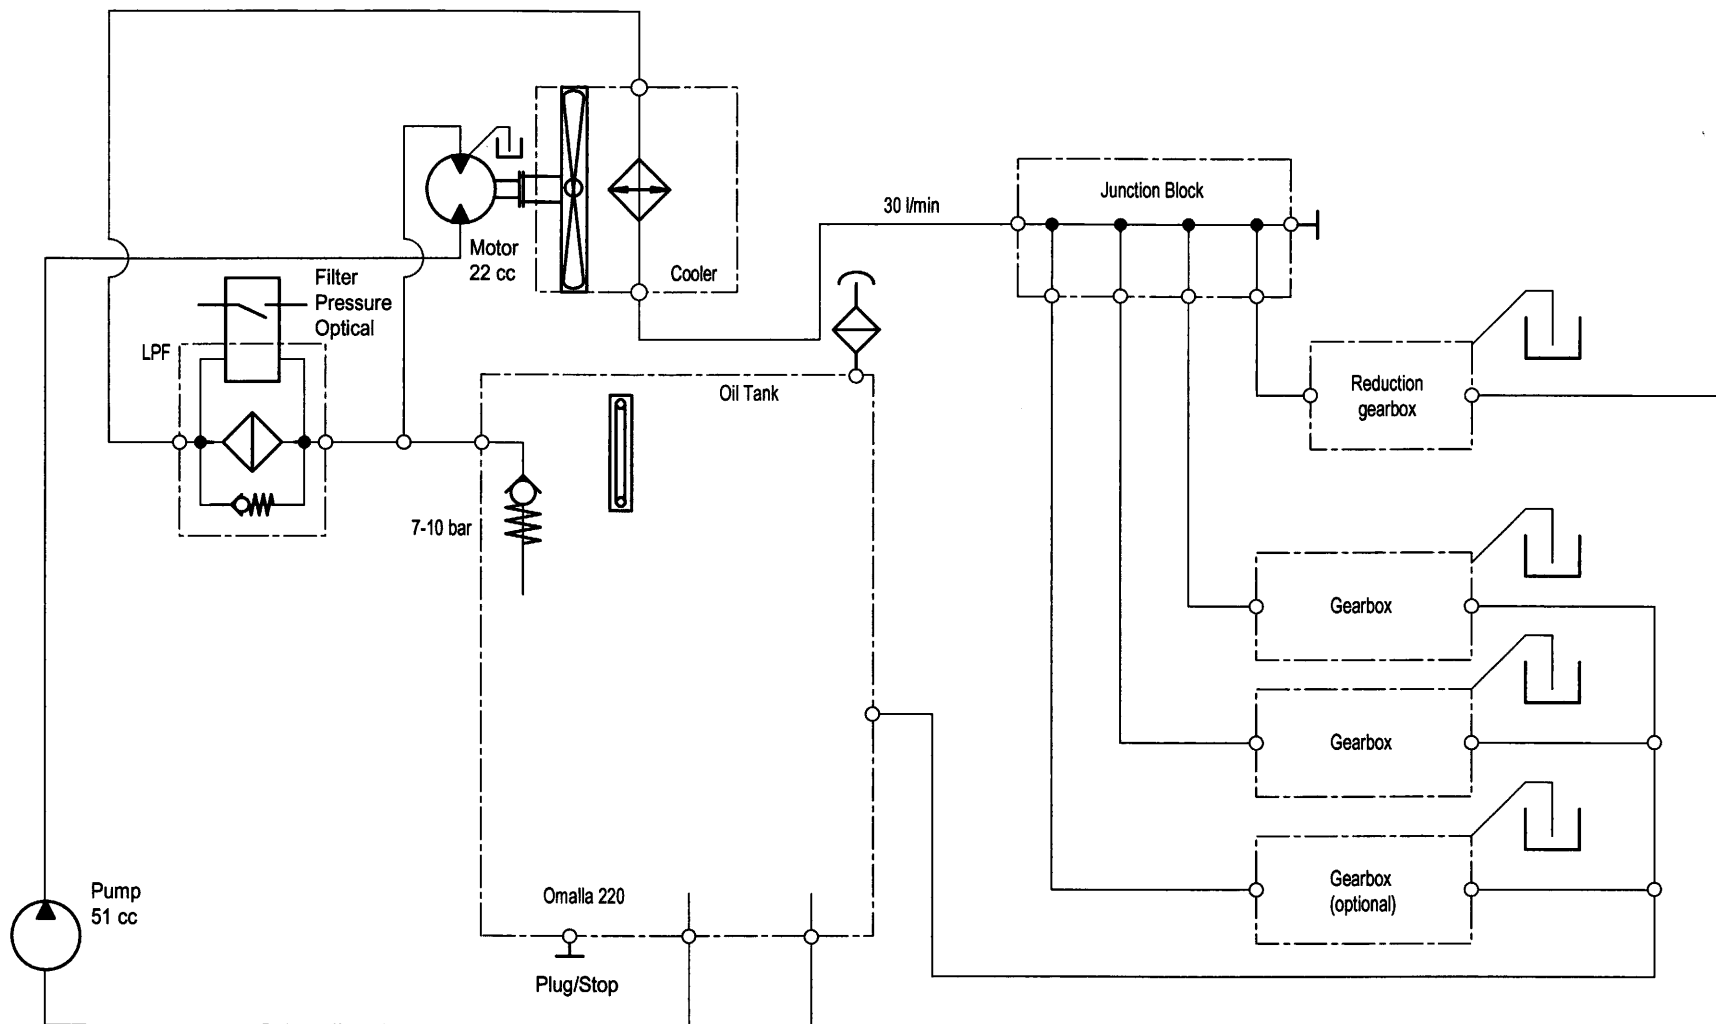 Junction Block
30 l/min
Motor
22 cc
Cooler
Filter
Pressure
Optical
LPF
Oil Tank
Reduction
gearbox
7-10 bar
Gearbox
Gearbox
Gearbox
(optional)
Pump
51 cc
Omalla 220
Plug/Stop